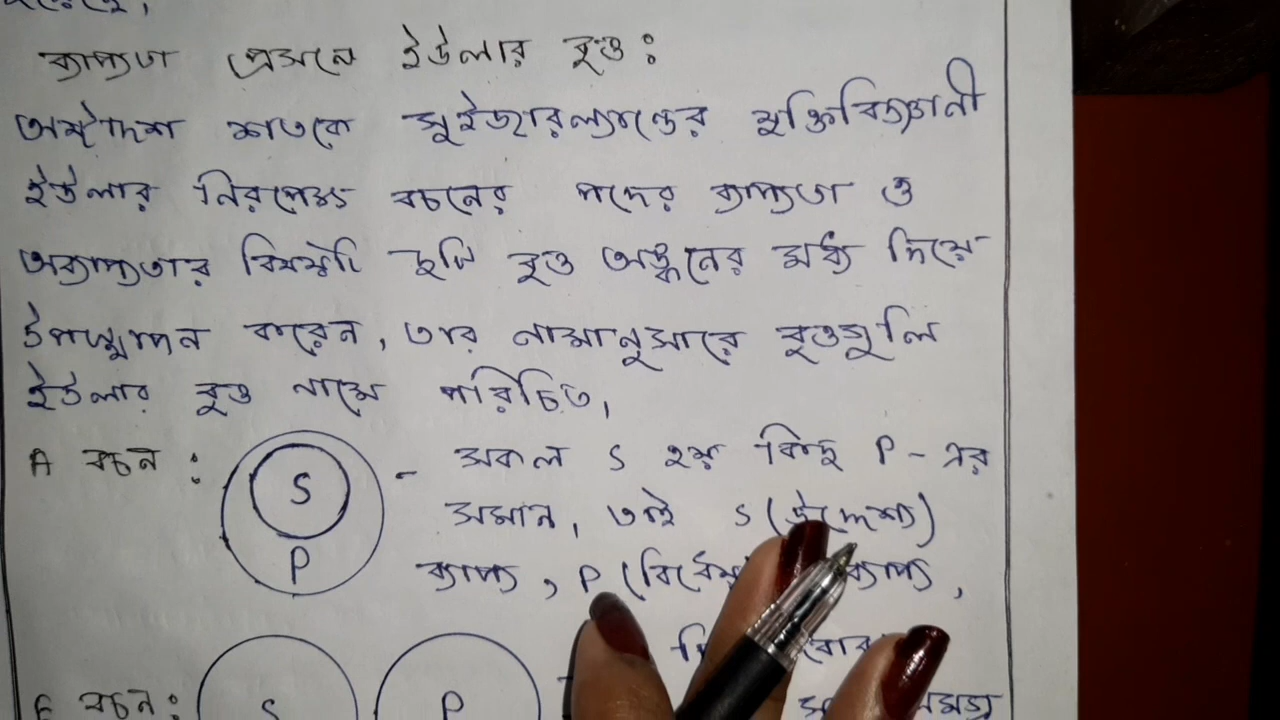 ব্যাপ্যতা প্রসঙ্গে ইউলার বৃত্ত :
অষ্টাদশ শতকে সুইজারল্যান্ডের যুক্তিবিজ্ঞানী
ইউলার নিরপেক্ষ বচনের পদের ব্যাপ্যতা ও
অব্যাপ্যতার বিষয়টি দুটি বৃত্ত অঙ্কনের মধ্য দিয়ে
উপস্থাপন করেন, তার নামানুসারে বৃত্তগুলি
ইউলার বৃত্ত নামে পরিচিত,
A বচন : S P - সকল S হয় কিছু P - এর
সমান, তাই S (উদ্দেশ্য)
ব্যাপ্য, P (বিধেয়
E বচন : S P